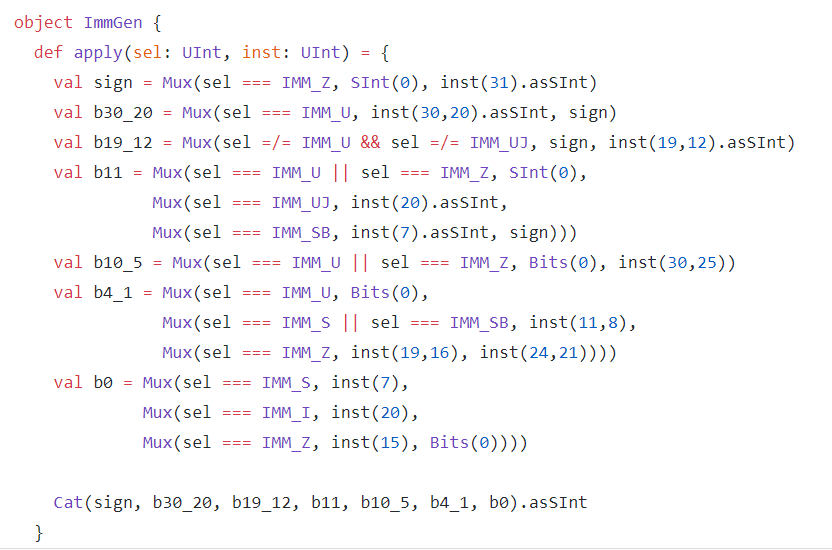 object ImmGen {
  def apply(sel: UInt, inst: UInt) = {
    val sign = Mux(sel === IMM_Z, SInt(0), inst(31).asSInt)
    val b30_20 = Mux(sel === IMM_U, inst(30,20).asSInt, sign)
    val b19_12 = Mux(sel =/= IMM_U && sel =/= IMM_UJ, sign, inst(19,12).asSInt)
    val b11 = Mux(sel === IMM_U || sel === IMM_Z, SInt(0),
              Mux(sel === IMM_UJ, inst(20).asSInt,
              Mux(sel === IMM_SB, inst(7).asSInt, sign)))
    val b10_5 = Mux(sel === IMM_U || sel === IMM_Z, Bits(0), inst(30,25))
    val b4_1 = Mux(sel === IMM_U, Bits(0),
               Mux(sel === IMM_S || sel === IMM_SB, inst(11,8),
               Mux(sel === IMM_Z, inst(19,16), inst(24,21))))
    val b0 = Mux(sel === IMM_S, inst(7),
             Mux(sel === IMM_I, inst(20),
             Mux(sel === IMM_Z, inst(15), Bits(0))))

    Cat(sign, b30_20, b19_12, b11, b10_5, b4_1, b0).asSInt
  }